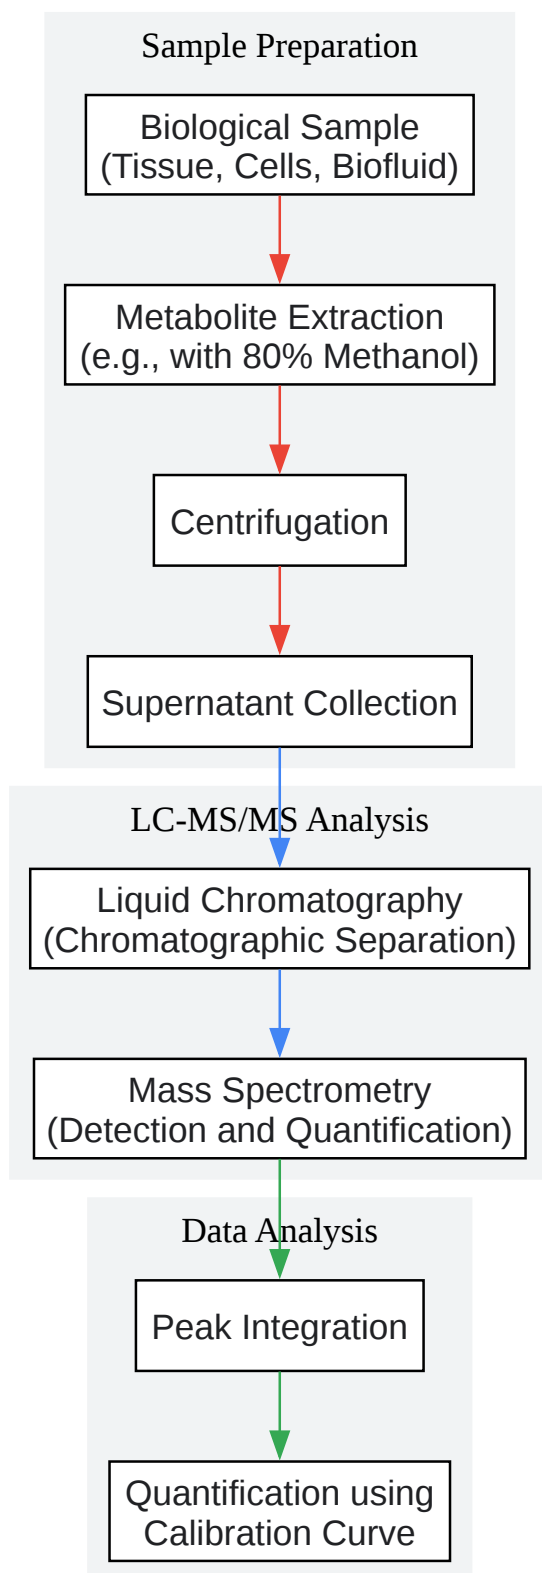 Sample Preparation
Biological Sample
(Tissue, Cells, Biofluid)
Metabolite Extraction
(e.g., with 80% Methanol)
Centrifugation
Supernatant Collection
LC-MS/MS Analysis
Liquid Chromatography
(Chromatographic Separation)
Mass Spectrometry
(Detection and Quantification)
Data Analysis
Peak Integration
Quantification using
Calibration Curve